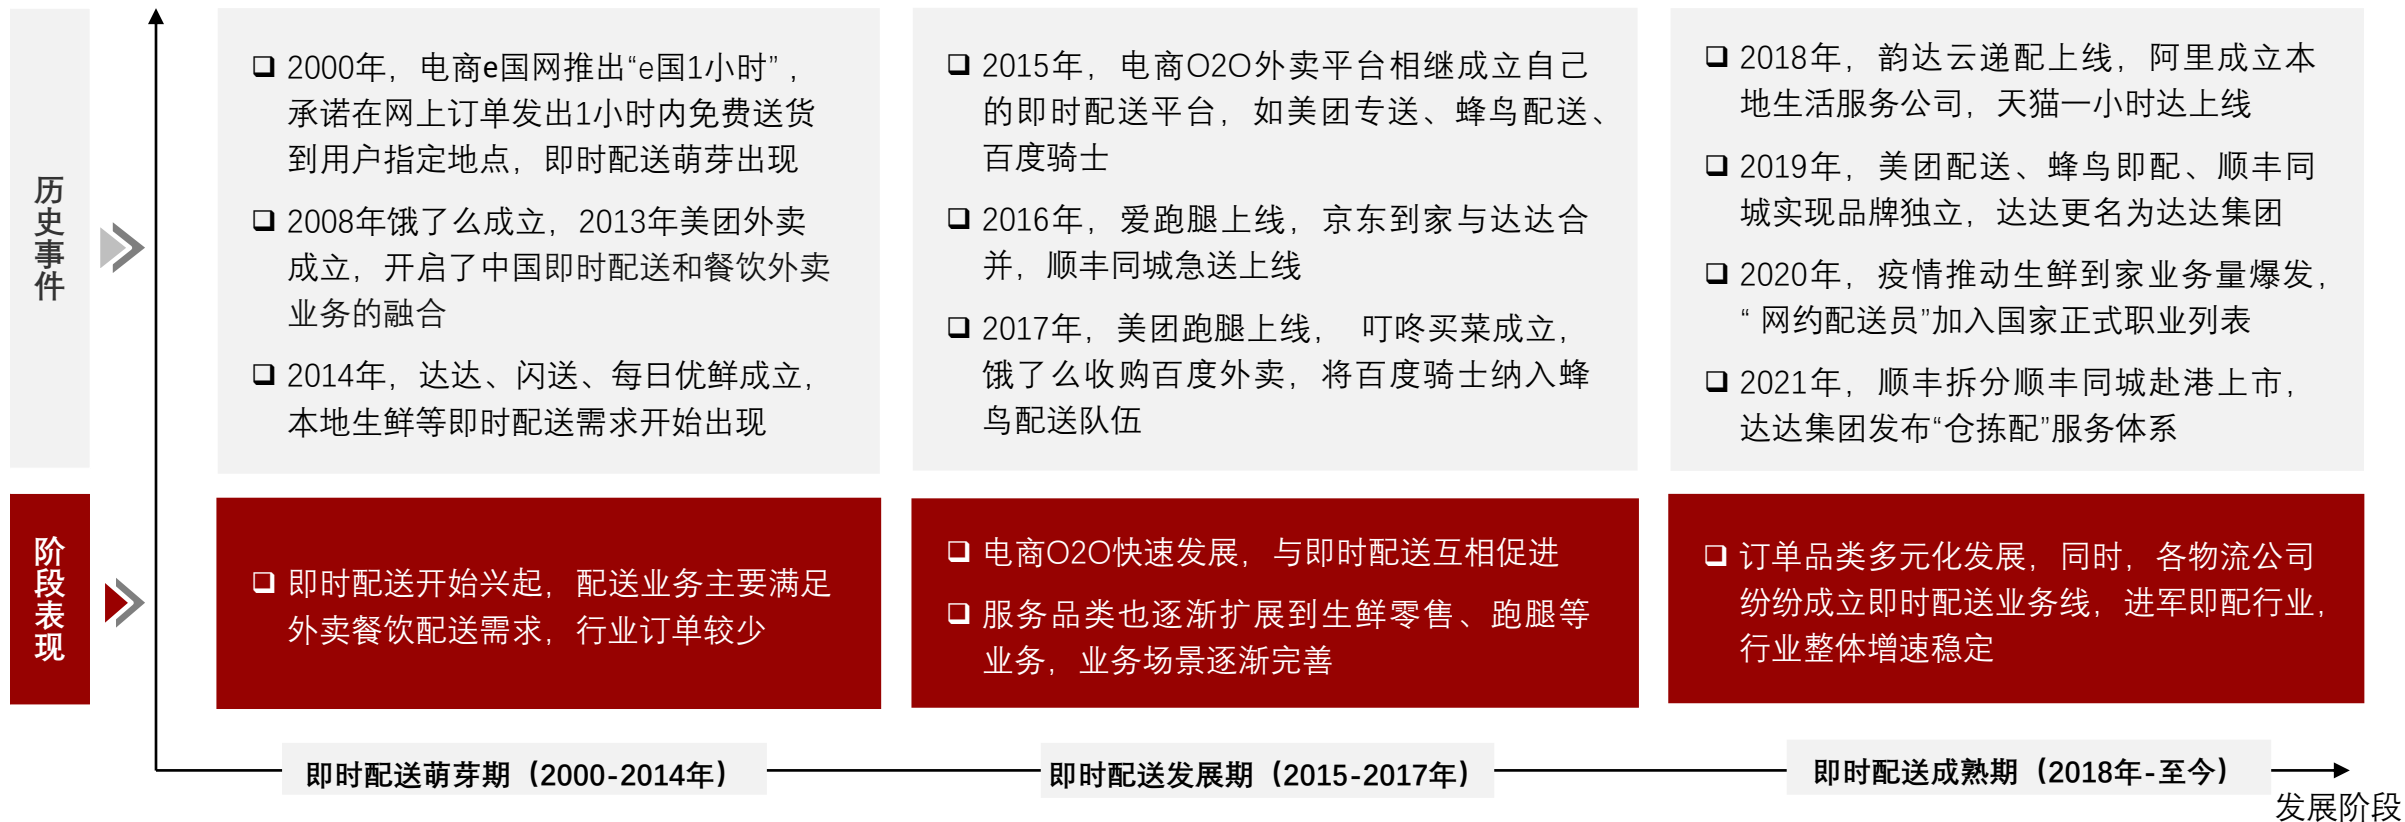 历史事件
2000年，电商e国网推出“e国1小时”，
承诺在网上订单发出1小时内免费送货
到用户指定地点，即时配送萌芽出现
2008年饿了么成立，2013年美团外卖
成立，开启了中国即时配送和餐饮外卖
业务的融合
2014年，达达、闪送、每日优鲜成立，
本地生鲜等即时配送需求开始出现
2015年，电商O2O外卖平台相继成立自己
的即时配送平台，如美团专送、蜂鸟配送、
百度骑士
2016年，爱跑腿上线，京东到家与达达合
并，顺丰同城急送上线
2017年，美团跑腿上线， 叮咚买菜成立，
饿了么收购百度外卖，将百度骑士纳入蜂
鸟配送队伍
2018年，韵达云递配上线，阿里成立本
地生活服务公司，天猫一小时达上线
2019年，美团配送、蜂鸟即配、顺丰同
城实现品牌独立，达达更名为达达集团
2020年，疫情推动生鲜到家业务量爆发，
“ 网约配送员”加入国家正式职业列表
2021年，顺丰拆分顺丰同城赴港上市，
达达集团发布“仓拣配”服务体系
阶段表现
即时配送开始兴起，配送业务主要满足
外卖餐饮配送需求，行业订单较少
电商O2O快速发展，与即时配送互相促进
服务品类也逐渐扩展到生鲜零售、跑腿等
业务，业务场景逐渐完善
订单品类多元化发展，同时，各物流公司
纷纷成立即时配送业务线，进军即配行业，
行业整体增速稳定
即时配送萌芽期（2000-2014年）
即时配送发展期（2015-2017年）
即时配送成熟期（2018年-至今）
发展阶段